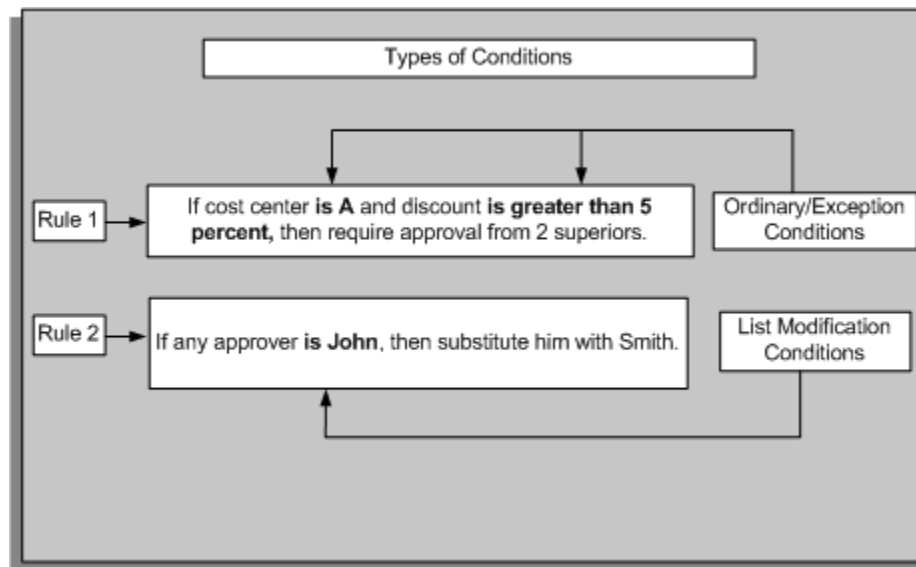 Types of Conditions
Rule 1
If cost center is A and discount is greater than 5
percent, then require approval from 2 superiors.
Ordinary/Exception
Conditions
Rule 2
If any approver is John, then substitute him with Smith.
List Modification
Conditions